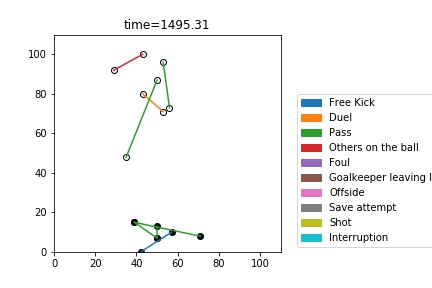 time=1495.31
100
80
60
40
20
0
0 20 40 60 80 100
Free Kick
Duel
Pass
Others on the ball
Foul
Goalkeeper leaving l
Offside
Save attempt
Shot
Interruption